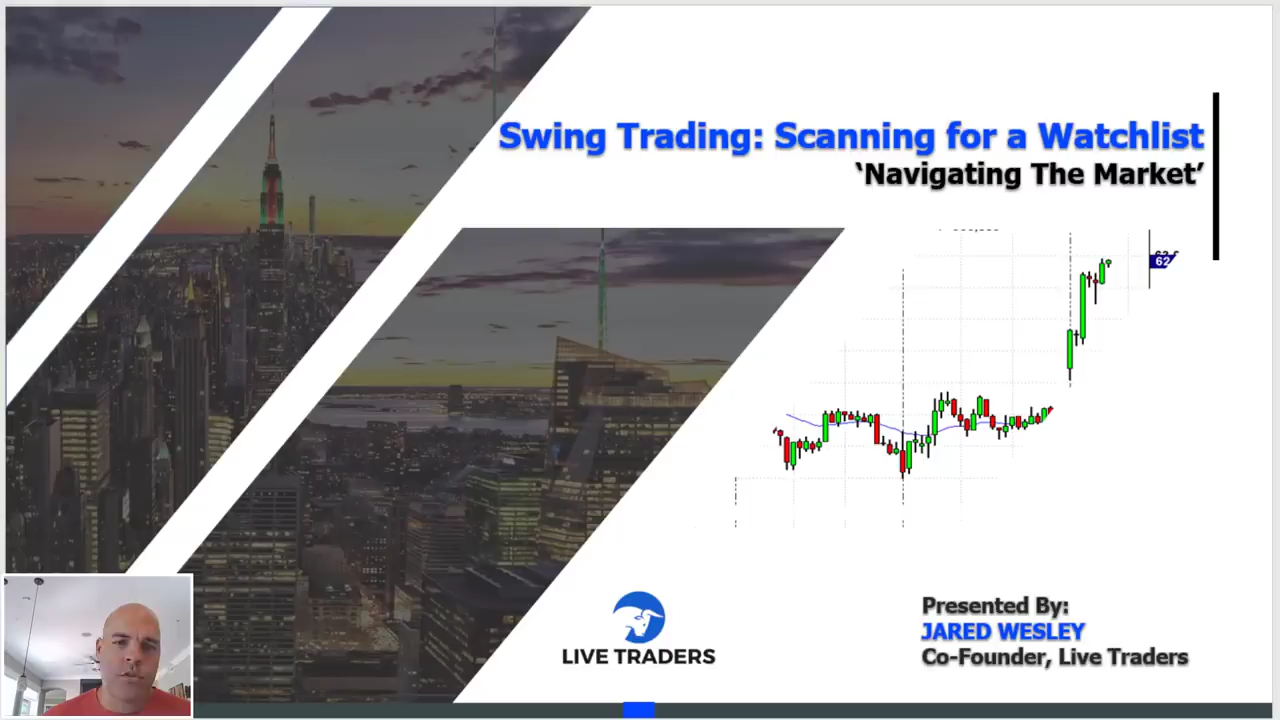 Swing Trading: Scanning for a Watchlist
‘Navigating The Market’
62
LIVE TRADERS
Presented By:
JARED WESLEY
Co-Founder, Live Traders